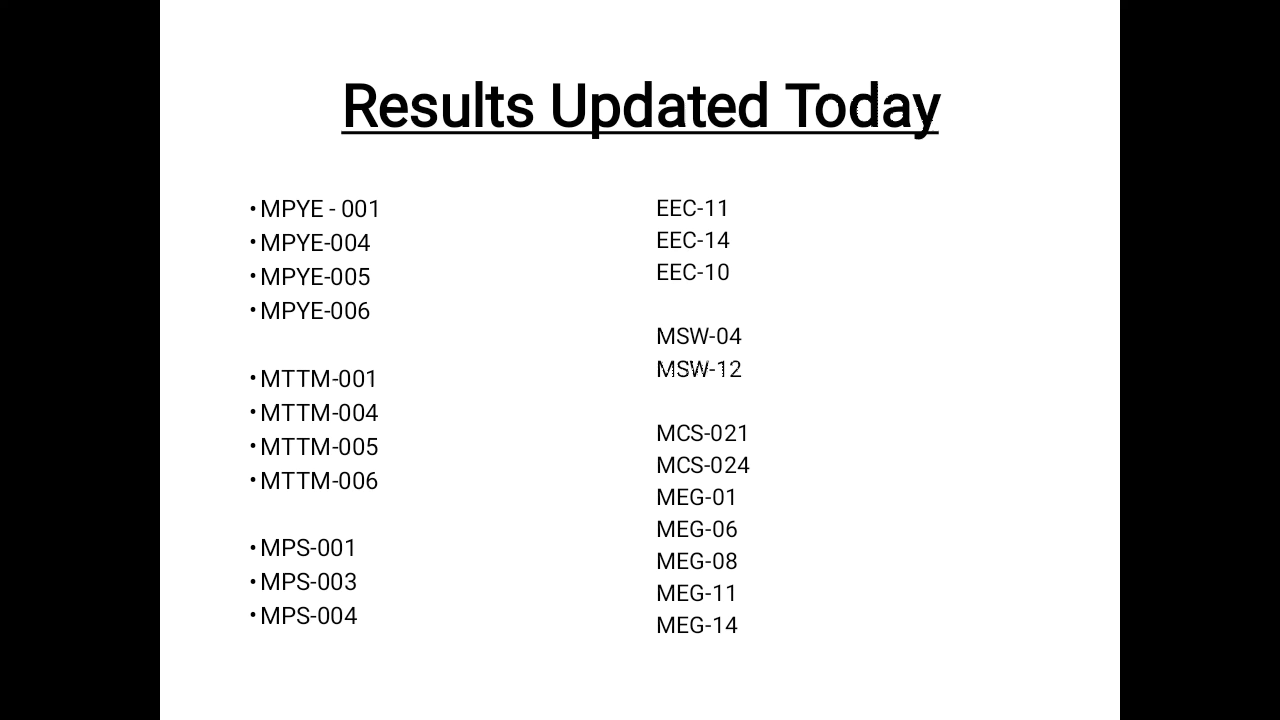 Results Updated Today
•MPYE - 001
•MPYE-004
•MPYE-005
•MPYE-006
•MTTM-001
•MTTM-004
•MTTM-005
•MTTM-006
•MPS-001
•MPS-003
•MPS-004
EEC-11
EEC-14
EEC-10
MSW-04
MSW-12
MCS-021
MCS-024
MEG-01
MEG-06
MEG-08
MEG-11
MEG-14